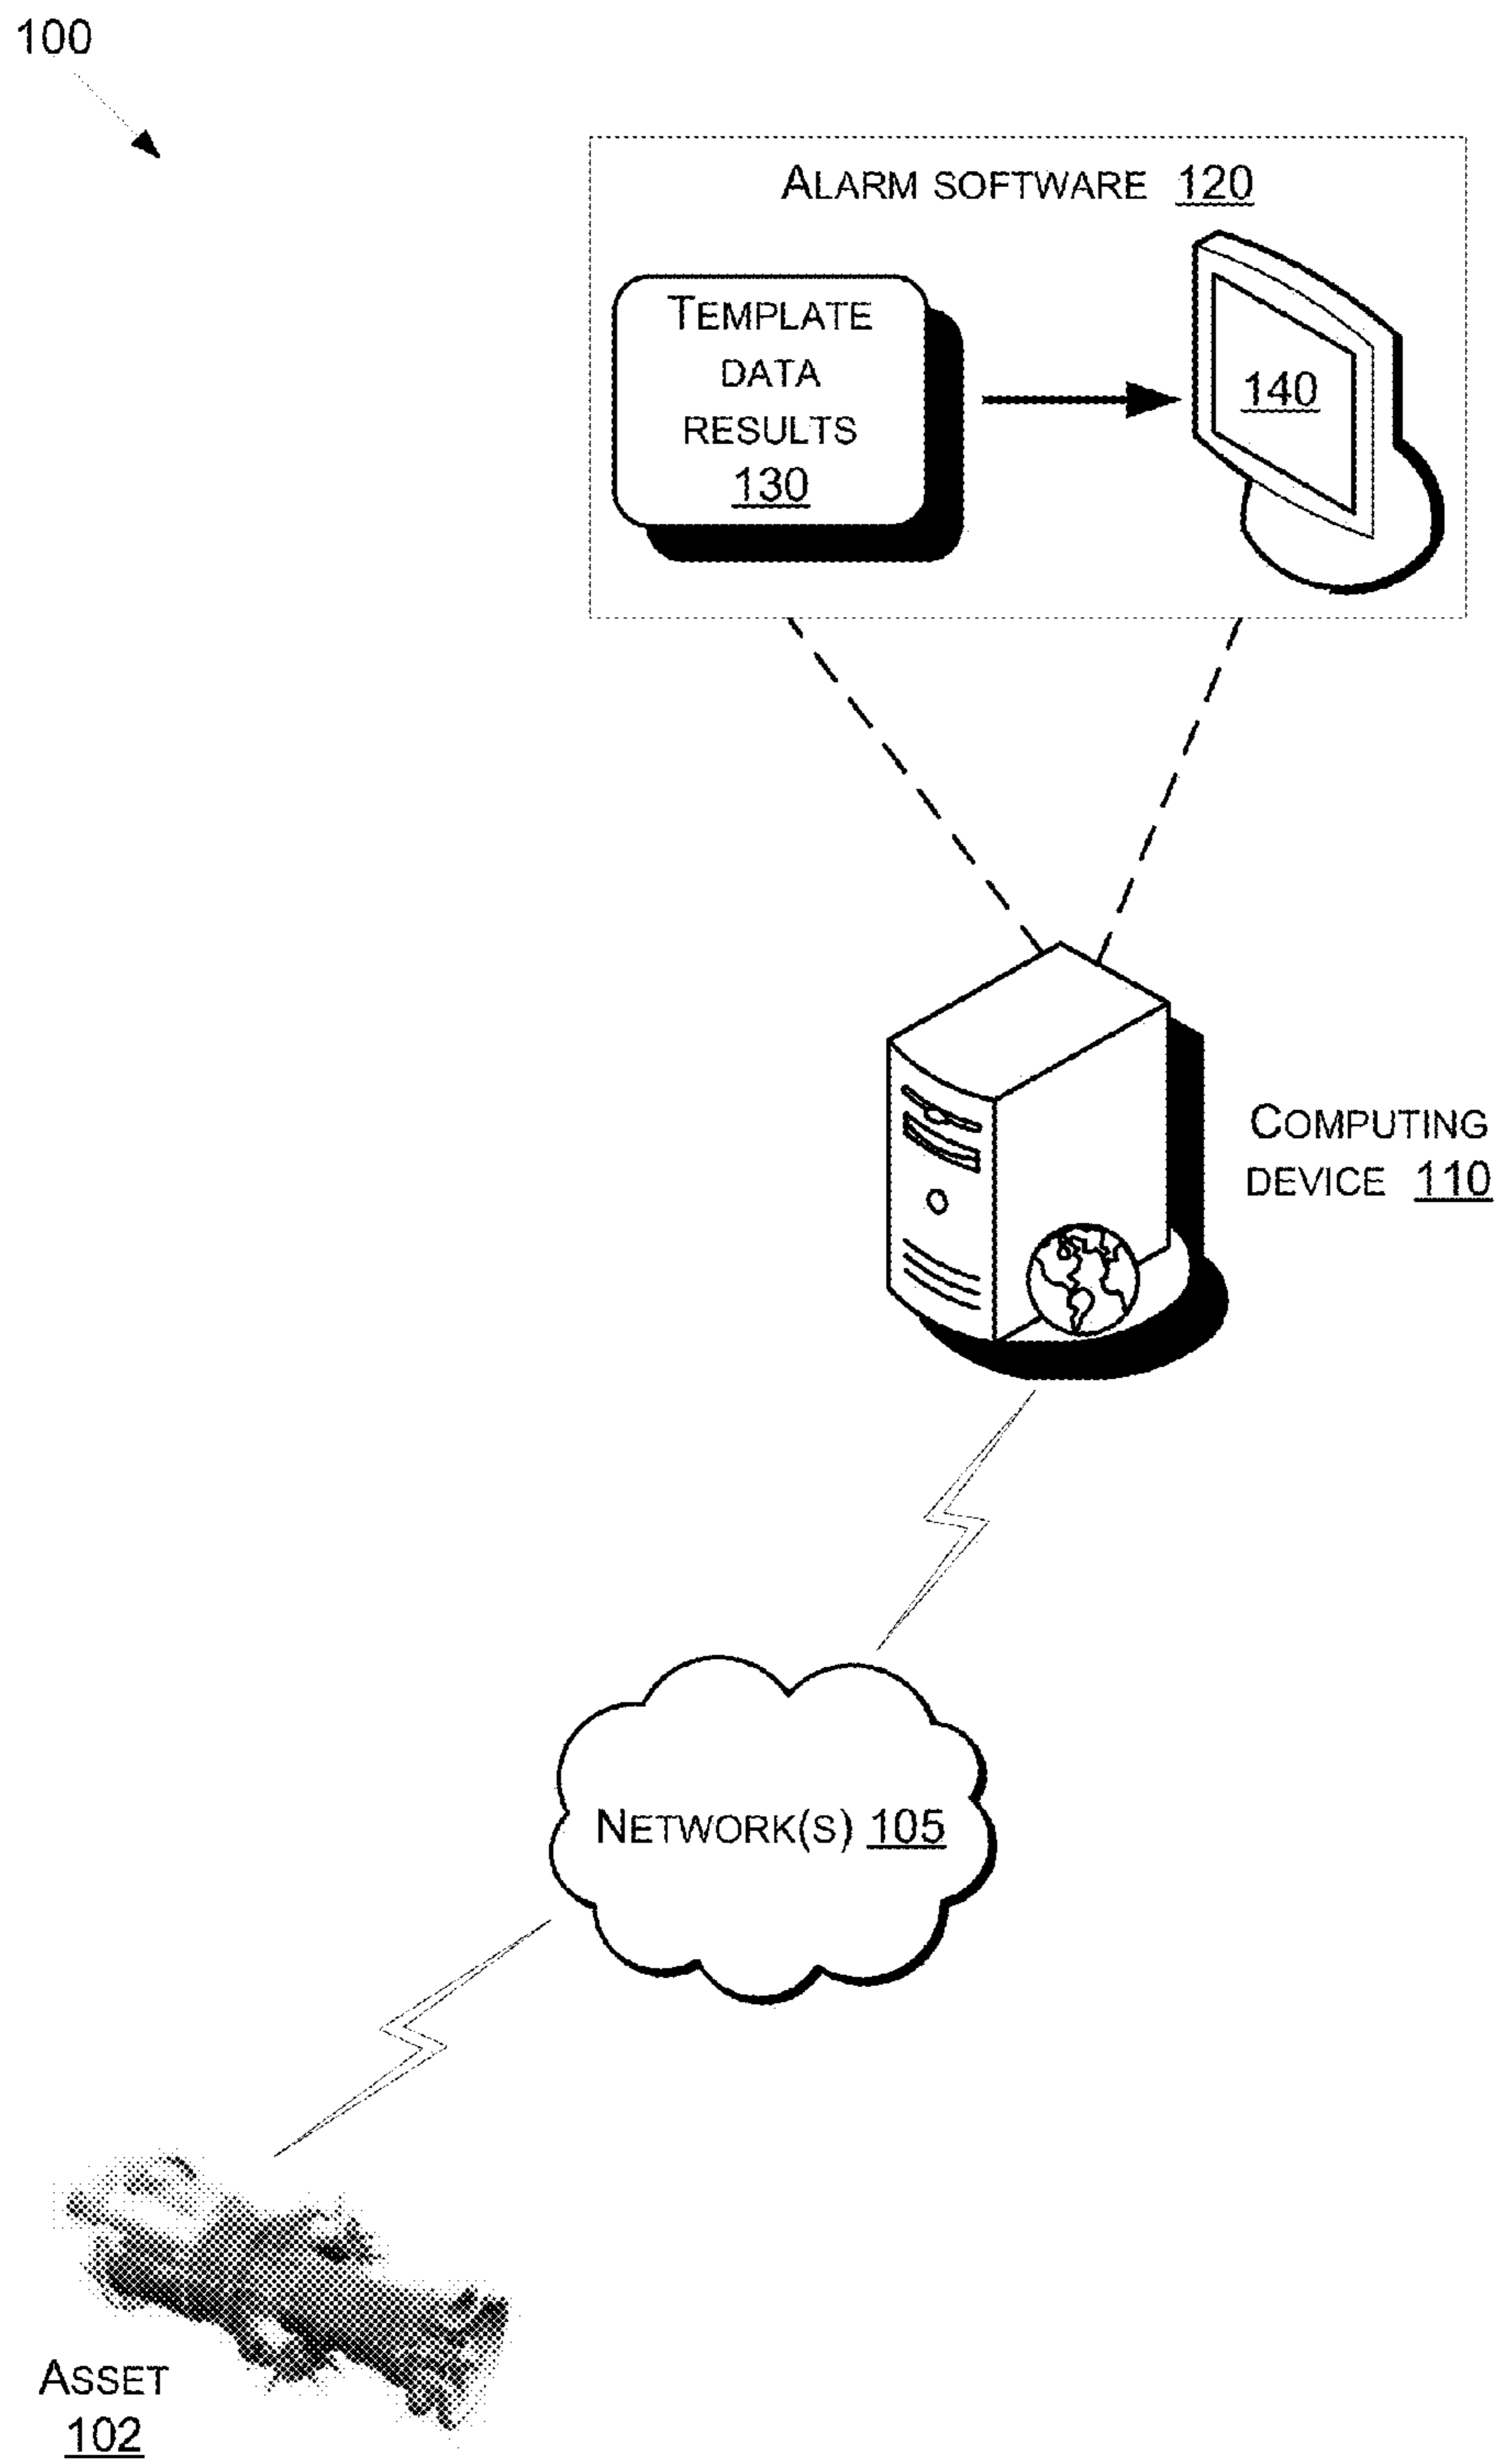 100
ALARM SOFTWARE 120
TEMPLATE
DATA
RESULTS
130
140
COMPUTING
DEVICE 110
NETWORK(S) 105
ASSET
102